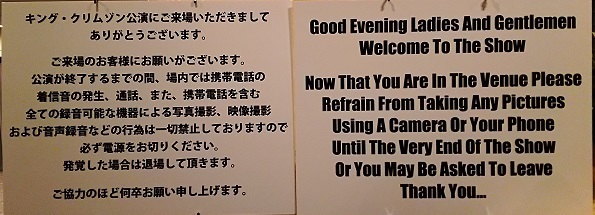 キング・クリムゾン公演にご来場いただきまして
ありがとうございます。
ご来場のお客様にお願いがございます。
公演が終了するまでの間、場内では携帯電話の
着信音の発生、通話、また、携帯電話を含む
全ての録音可能な機器による写真撮影、映像撮影
および音声録音などの行為は一切禁止しておりますので
必ず電源をお切りください。
発覚した場合は退場して頂きます。
ご協力のほど何卒お願い申し上げます。
Good Evening Ladies And Gentlemen
Welcome To The Show
Now That You Are In The Venue Please
Refrain From Taking Any Pictures
Using A Camera Or Your Phone
Until The Very End Of The Show
Or You May Be Asked To Leave
Thank You...